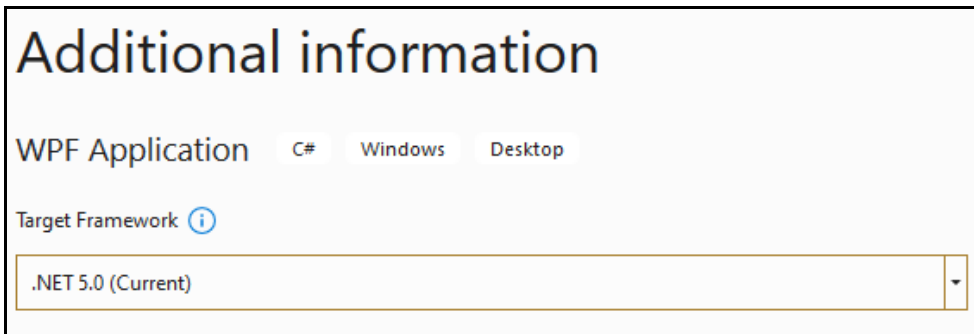 Additional information
WPF Application C# Windows Desktop
Target Framework
.NET 5.0 (Current)